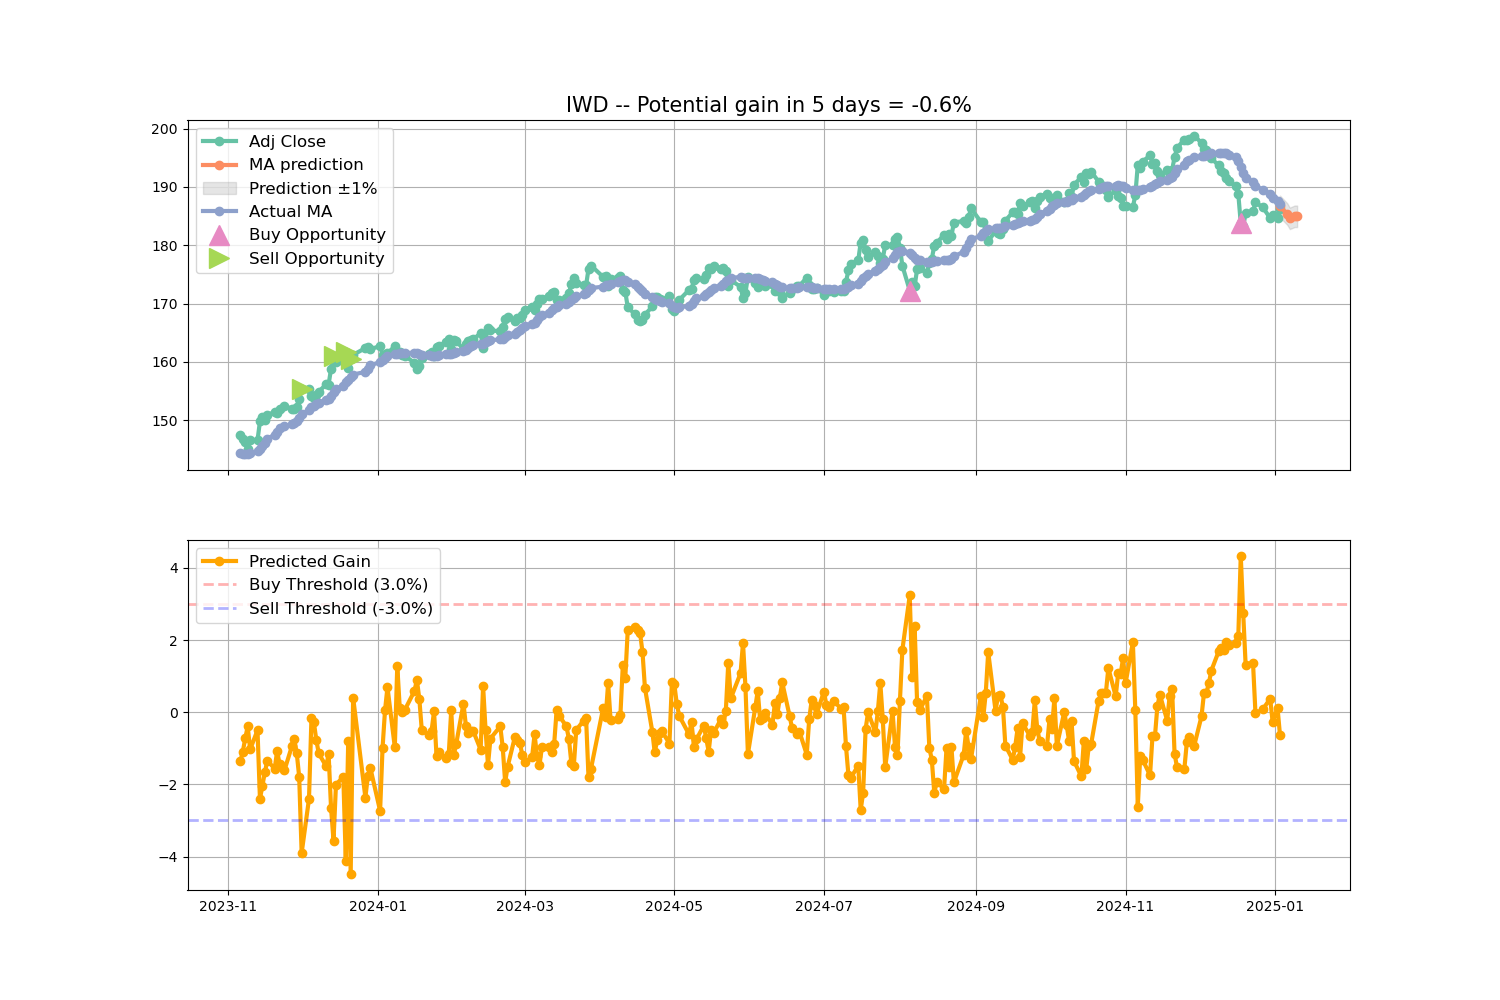 IWD -- Potential gain in 5 days = -0.6%
200
190
180
170
160
150
Adj Close
MA prediction
Prediction ±1%
Actual MA
Buy Opportunity
Sell Opportunity
4
2
0
−2
−4
Predicted Gain
Buy Threshold (3.0%)
Sell Threshold (-3.0%)
2023-11
2024-01
2024-03
2024-05
2024-07
2024-09
2024-11
2025-01